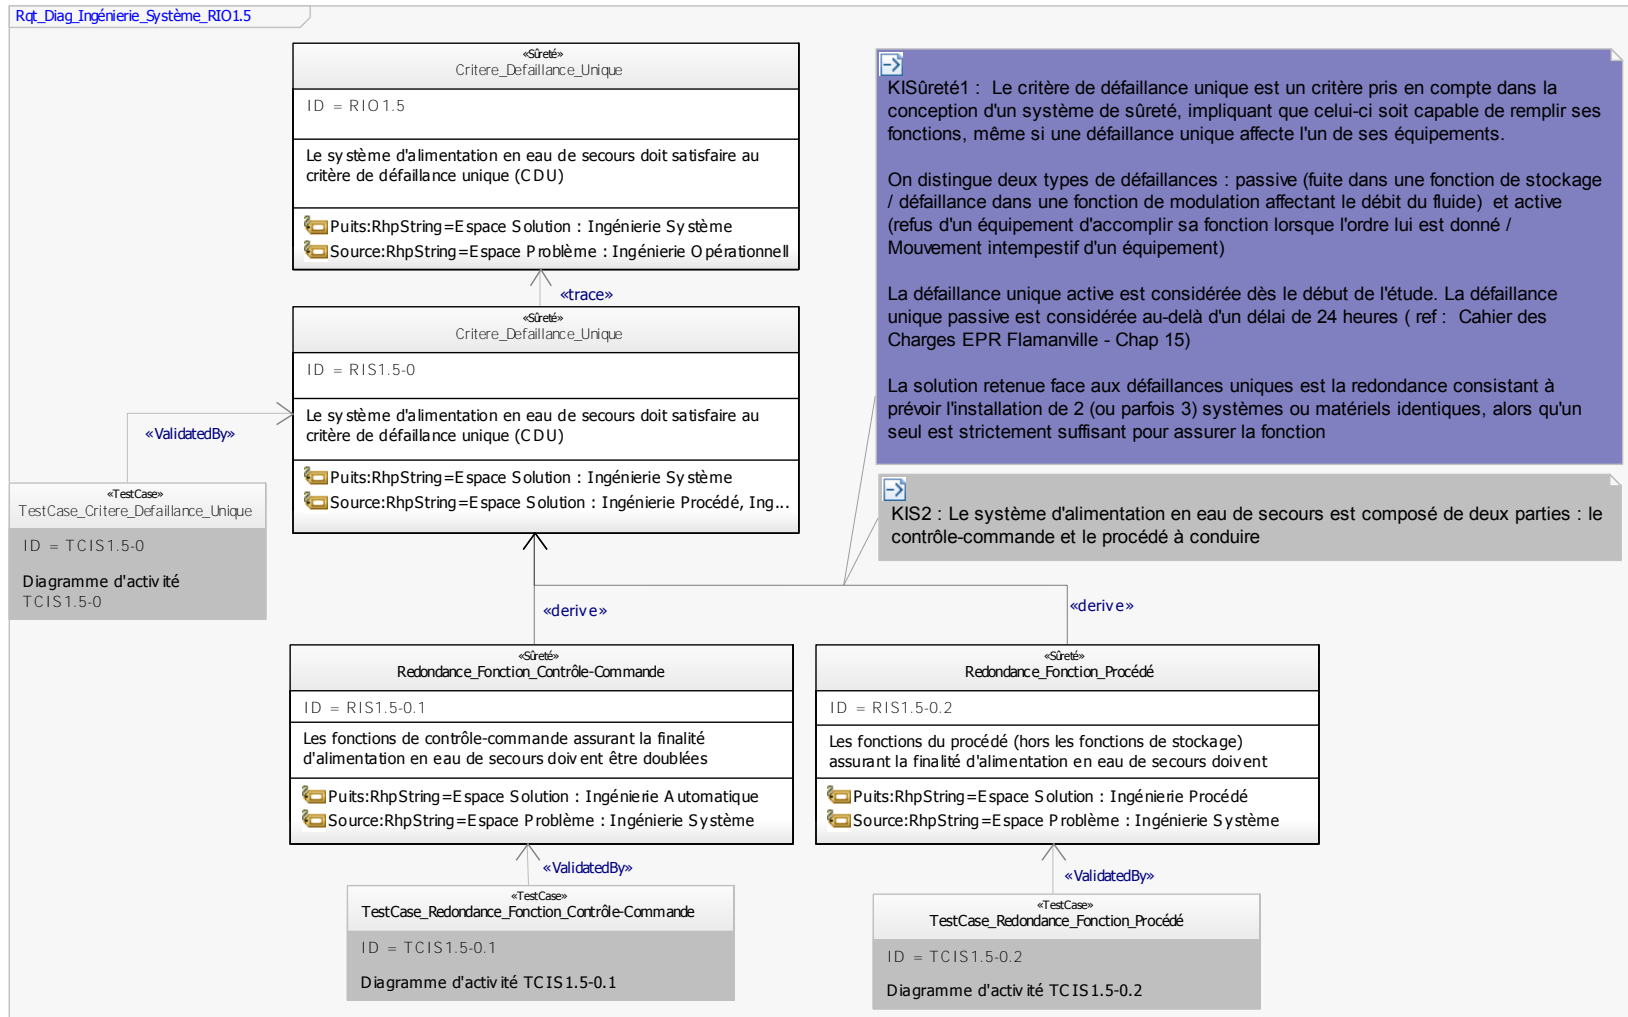 Rqt_Diag_Ingénierie_Système_RIO1.5
«Sûreté»
Critere_Defaillance_Unique
ID = RIO1.5
Le système d'alimentation en eau de secours doit satisfaire au
critère de défaillance unique (CDU)
Puits:RhpString=Espace Solution : Ingénierie Système
Source:RhpString=Espace Problème : Ingénierie Opérationnell
«trace»
«Sûreté»
Critere_Defaillance_Unique
ID = RIS1.5-0
Le système d'alimentation en eau de secours doit satisfaire au
critère de défaillance unique (CDU)
Puits:RhpString=Espace Solution : Ingénierie Système
Source:RhpString=Espace Solution : Ingénierie Procédé, Ing...
KISûreté1 : Le critère de défaillance unique est un critère pris en compte dans la
conception d'un système de sûreté, impliquant que celui-ci soit capable de remplir ses
fonctions, même si une défaillance unique affecte l'un de ses équipements.
On distingue deux types de défaillances : passive (fuite dans une fonction de stockage
/ défaillance dans une fonction de modulation affectant le débit du fluide) et active
(refus d'un équipement d'accomplir sa fonction lorsque l'ordre lui est donné /
Mouvement intempestif d'un équipement)
La défaillance unique active est considérée dès le début de l'étude. La défaillance
unique passive est considérée au-delà d'un délai de 24 heures ( ref : Cahier des
Charges EPR Flamanville - Chap 15)
La solution retenue face aux défaillances uniques est la redondance consistant à
prévoir l'installation de 2 (ou parfois 3) systèmes ou matériels identiques, alors qu'un
seul est strictement suffisant pour assurer la fonction
KIS2 : Le système d'alimentation en eau de secours est composé de deux parties : le
contrôle-commande et le procédé à conduire
«ValidatedBy»
«TestCase»
TestCase_Critere_Defaillance_Unique
ID = TCIS1.5-0
Diagramme d'activité
TCIS1.5-0
«derive»
«derive»
«Sûreté»
Redondance_Fonction_Contrôle-Commande
ID = RIS1.5-0.1
Les fonctions de contrôle-commande assurant la finalité
d'alimentation en eau de secours doivent être doublées
Puits:RhpString=Espace Solution : Ingénierie Automatique
Source:RhpString=Espace Problème : Ingénierie Système
«Sûreté»
Redondance_Fonction_Procédé
ID = RIS1.5-0.2
Les fonctions du procédé (hors les fonctions de stockage)
assurant la finalité d'alimentation en eau de secours doivent
Puits:RhpString=Espace Solution : Ingénierie Procédé
Source:RhpString=Espace Problème : Ingénierie Système
«ValidatedBy»
«TestCase»
TestCase_Redondance_Fonction_Contrôle-Commande
ID = TCIS1.5-0.1
Diagramme d'activité TCIS1.5-0.1
«ValidatedBy»
«TestCase»
TestCase_Redondance_Fonction_Procédé
ID = TCIS1.5-0.2
Diagramme d'activité TCIS1.5-0.2